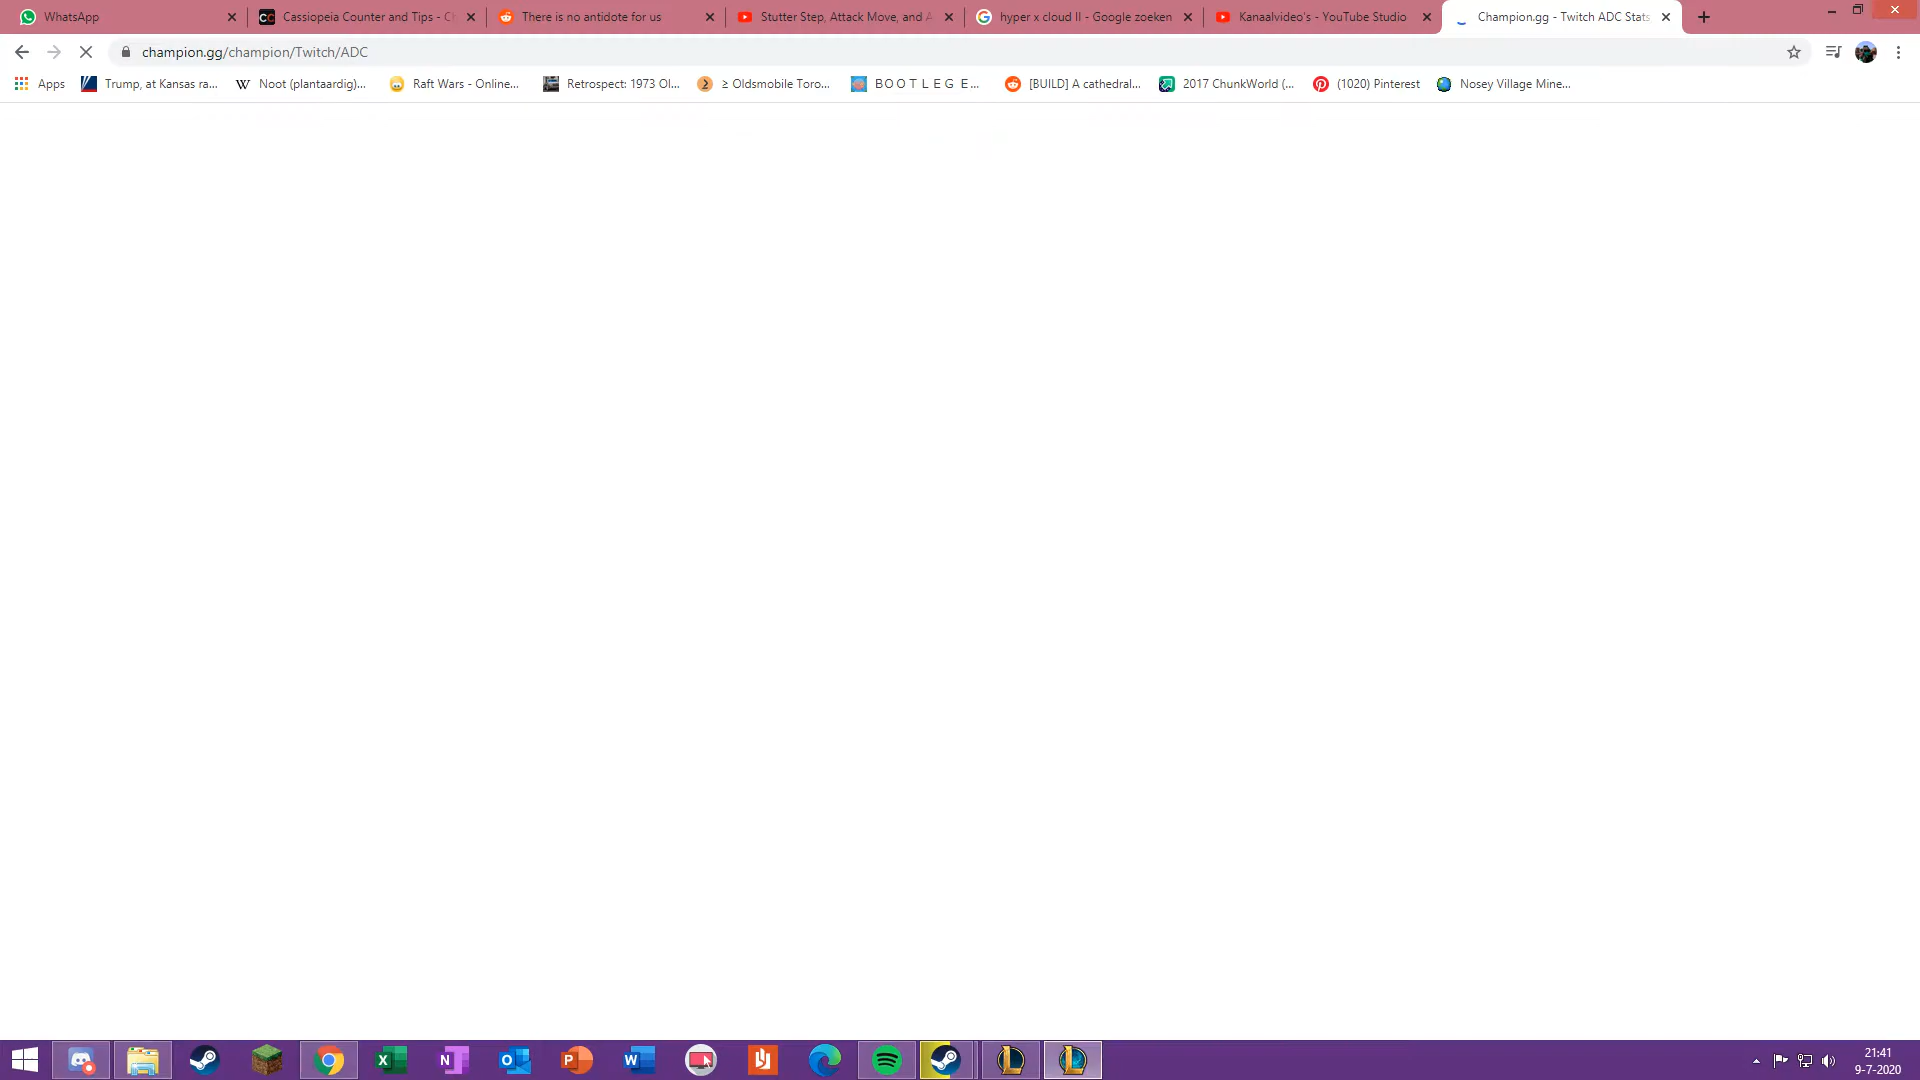 WhatsApp
Cassiopeia Counter and Tips - C
There is no antidote for us
Stutter Step, Attack Move, and A
hyper x cloud II - Google zoeken
Kanaalvideo's - YouTube Studio
Champion.gg - Twitch ADC Stats
champion.gg/champion/Twitch/ADC
Apps
Trump, at Kansas ra...
Noot (plantaardig)...
Raft Wars - Online...
Retrospect: 1973 Ol...
≥ Oldsmobile Toro...
B O O T L E G E...
[BUILD] A cathedral...
2017 ChunkWorld (...
(1020) Pinterest
Nosey Village Mine...
21:41
9-7-2020